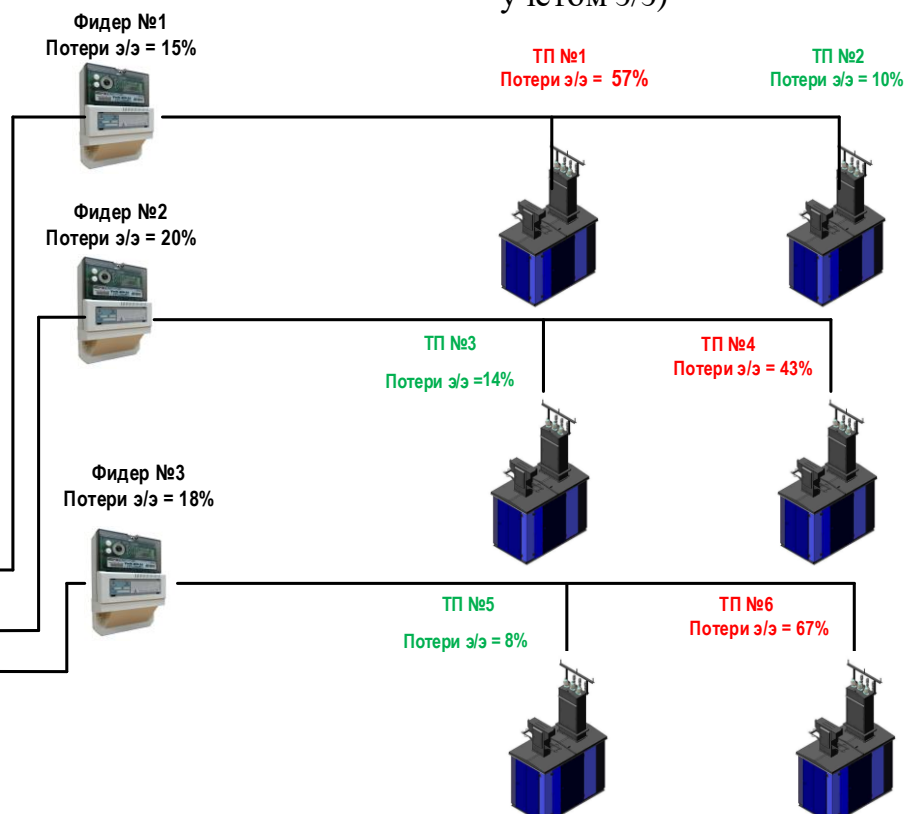 учетом э/э)
Фидер №1
Потери э/э = 15%
ТП №1
Потери э/э = 57%
ТП №2
Потери э/э = 10%
Фидер №2
Потери э/э = 20%
ТП №3
Потери э/э =14%
ТП №4
Потери э/э = 43%
Фидер №3
Потери э/э = 18%
ТП №5
Потери э/э = 8%
ТП №6
Потери э/э = 67%